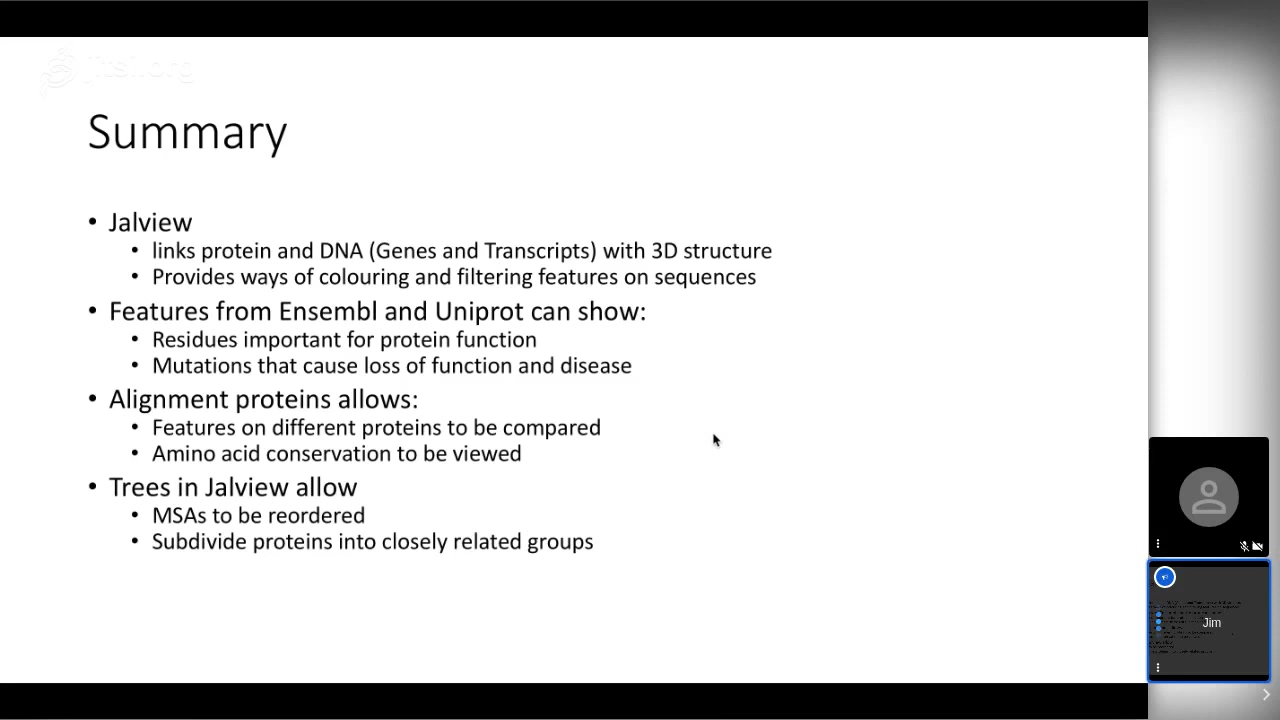 jitsi.org
Summary
• Jalview
• links protein and DNA (Genes and Transcripts) with 3D structure
• Provides ways of colouring and filtering features on sequences
• Features from Ensembl and Uniprot can show:
• Residues important for protein function
• Mutations that cause loss of function and disease
• Alignment proteins allows:
• Features on different proteins to be compared
• Amino acid conservation to be viewed
• Trees in Jalview allow
• MSAs to be reordered
• Subdivide proteins into closely related groups
Jim